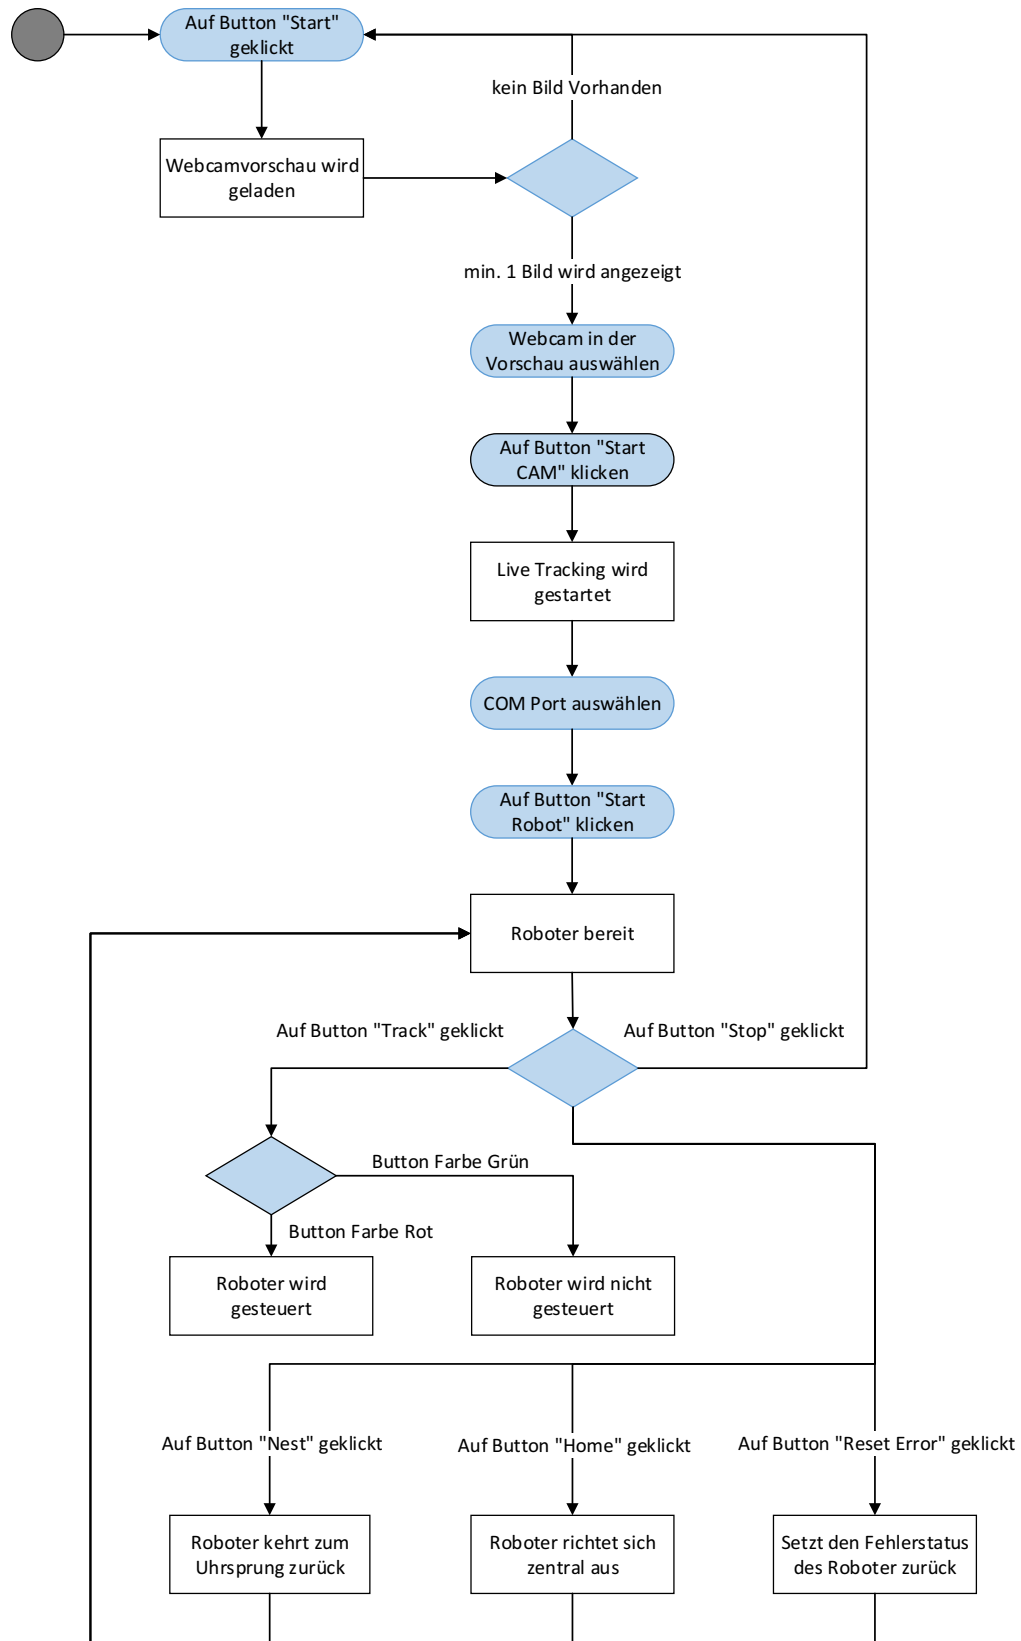 Auf Button "Start"
geklickt
kein Bild Vorhanden
Webcamvorschau wird
geladen
min. 1 Bild wird angezeigt
Webcam in der
Vorschau auswählen
Auf Button "Start
CAM" klicken
Live Tracking wird
gestartet
COM Port auswählen
Auf Button "Start
Robot" klicken
Roboter bereit
Auf Button "Track" geklickt
Auf Button "Stop" geklickt
Button Farbe Grün
Button Farbe Rot
Roboter wird
gesteuert
Roboter wird nicht
gesteuert
Auf Button "Nest" geklickt
Auf Button "Home" geklickt
Auf Button "Reset Error" geklickt
Roboter kehrt zum
Uhrsprung zurück
Roboter richtet sich
zentral aus
Setzt den Fehlerstatus
des Roboter zurück